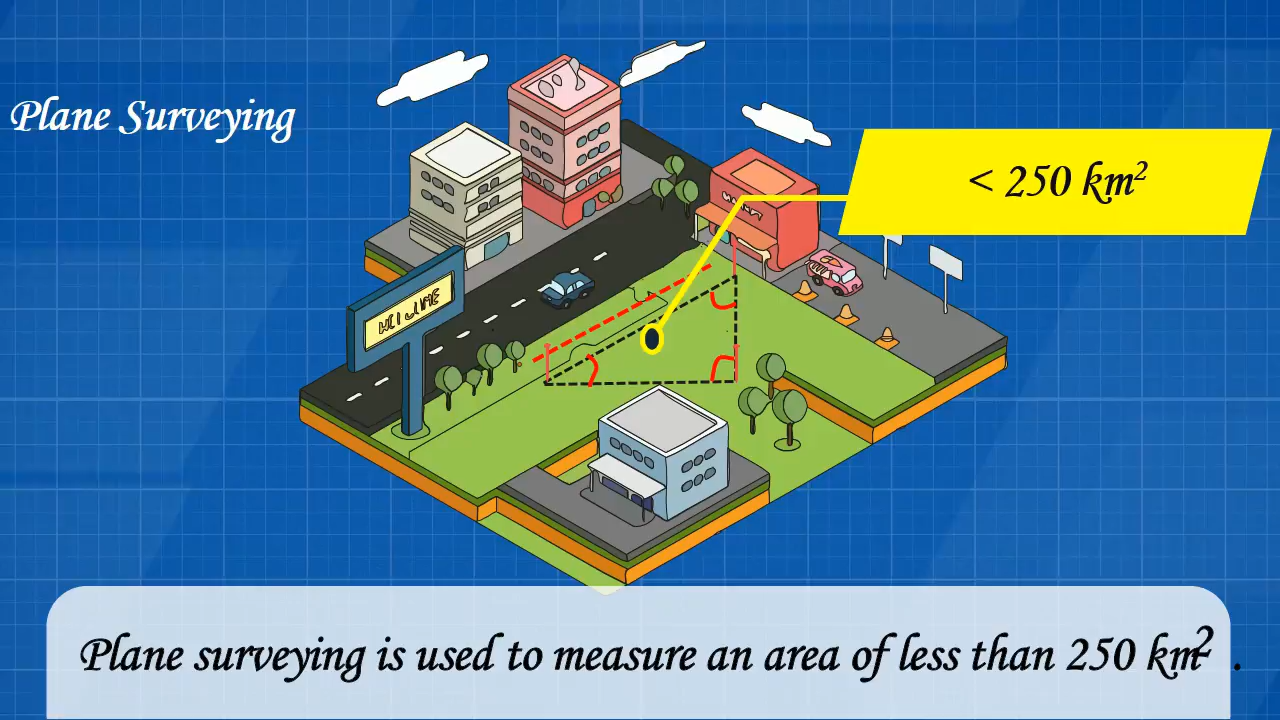 Plane Surveying
< 250 km²
Plane surveying is used to measure an area of less than 250 km² .